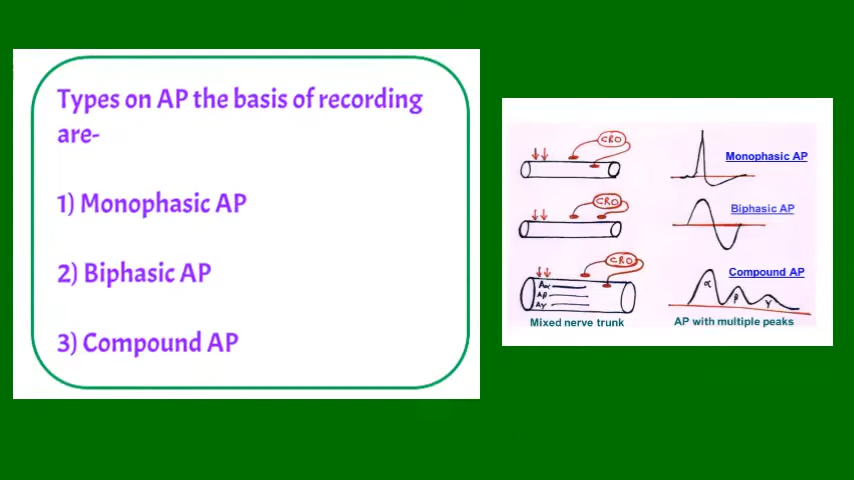 Types on AP the basis of recording
are-
1) Monophasic AP
2) Biphasic AP
3) Compound AP
CRO
Monophasic AP
CRO
Biphasic AP
CRO
Compound AP
Aα
Aβ
Aγ
α
β
γ
Mixed nerve trunk
AP with multiple peaks